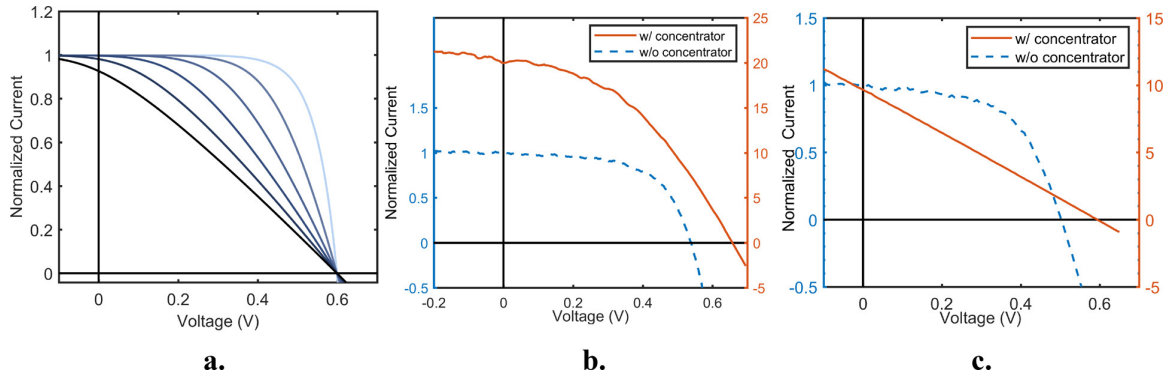 1.2
1
0.8
0.6
0.4
0.2
0
0 0.2 0.4 0.6
Normalized Current
Voltage (V)
a.
w/ concentrator
w/o concentrator
1.5
1
0.5
0
-0.5
25
20
15
10
5
0
-5
-0.2 0 0.2 0.4 0.6
Normalized Current
Voltage (V)
b.
w/ concentrator
w/o concentrator
1.5
1
0.5
0
-0.5
15
10
5
0
-5
0 0.2 0.4 0.6
Normalized Current
Voltage (V)
c.